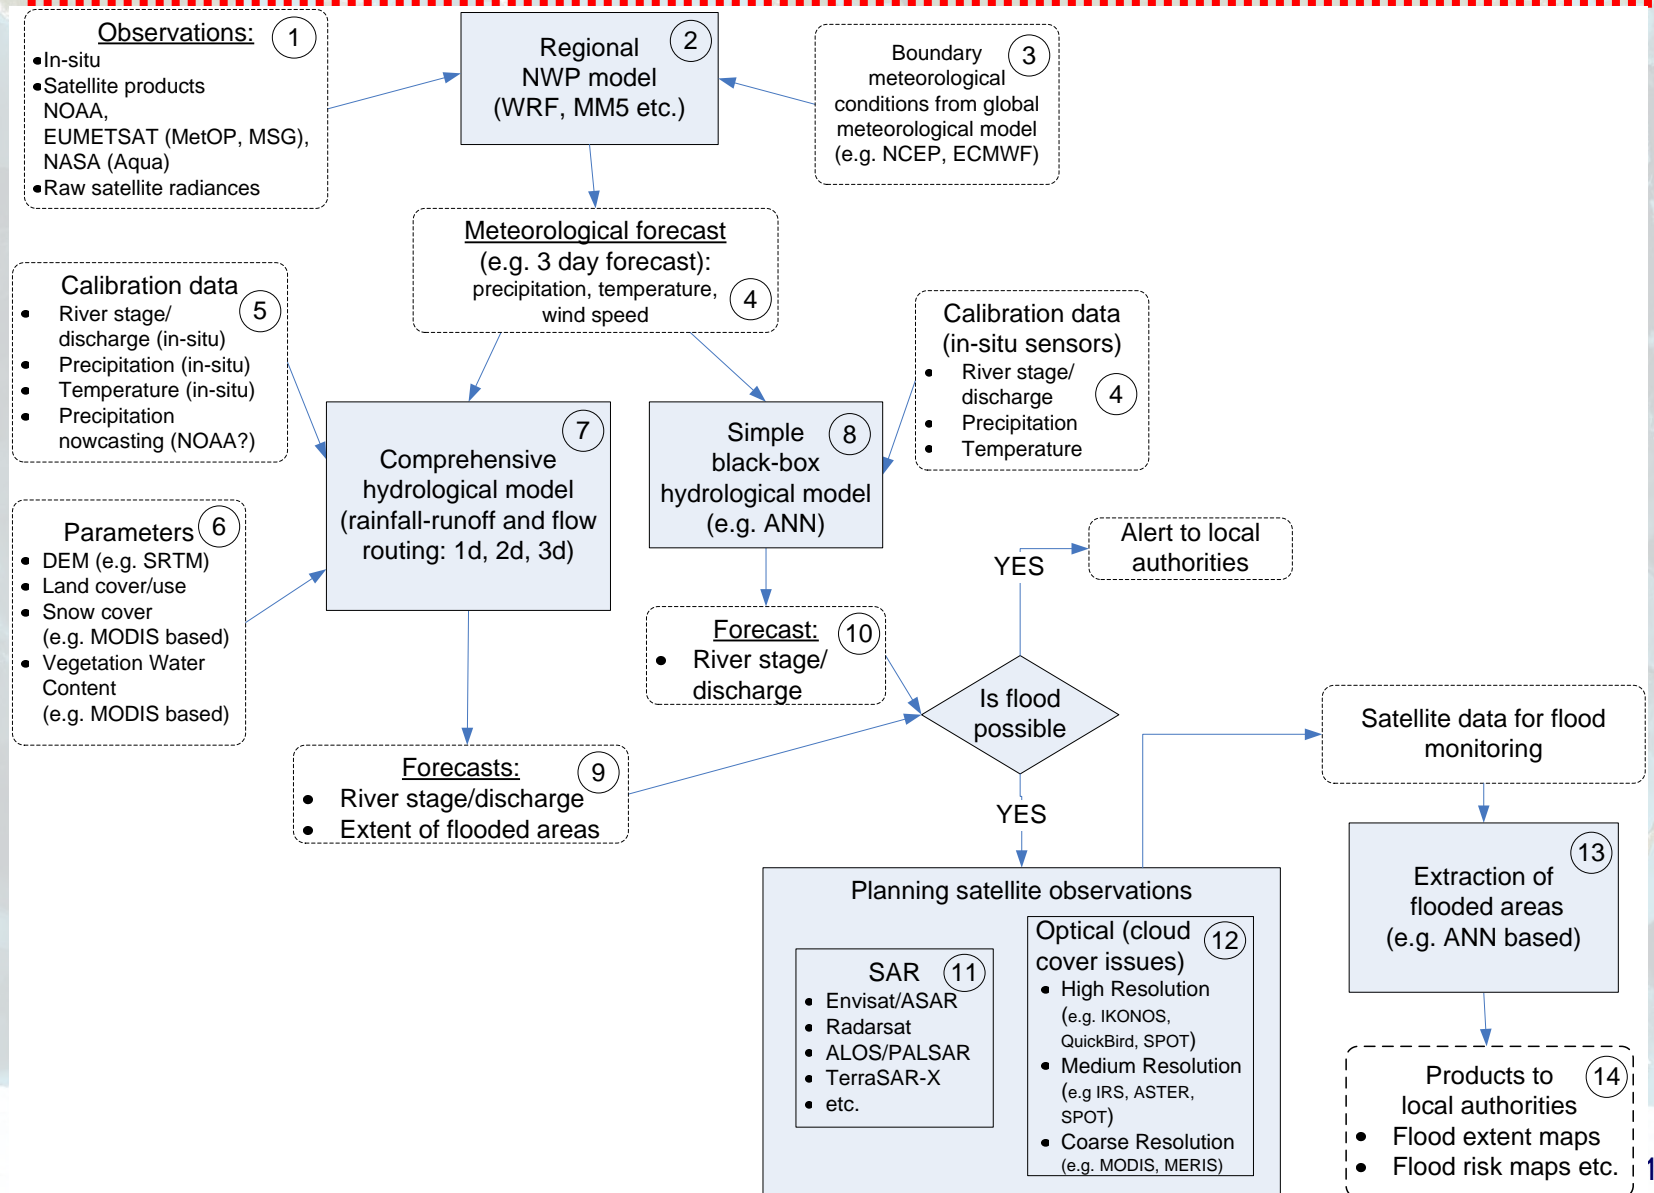 Observations:
1
•In-situ
•Satellite products
NOAA,
EUMETSAT (MetOP, MSG),
NASA (Aqua)
•Raw satellite radiances
Regional
2
NWP model
(WRF, MM5 etc.)
Boundary
3
meteorological
conditions from global
meteorological model
(e.g. NCEP, ECMWF)
Meteorological forecast
(e.g. 3 day forecast):
precipitation, temperature,
4
wind speed
Calibration data
5
• River stage/
discharge (in-situ)
• Precipitation (in-situ)
• Temperature (in-situ)
• Precipitation
nowcasting (NOAA?)
Calibration data
(in-situ sensors)
• River stage/
discharge
4
• Precipitation
• Temperature
7
Comprehensive
hydrological model
(rainfall-runoff and flow
routing: 1d, 2d, 3d)
Simple
8
black-box
hydrological model
(e.g. ANN)
Parameters
6
• DEM (e.g. SRTM)
• Land cover/use
• Snow cover
(e.g. MODIS based)
• Vegetation Water
Content
(e.g. MODIS based)
Alert to local
authorities
YES
Forecast:
10
• River stage/
discharge
Is flood
possible
Satellite data for flood
monitoring
Forecasts:
9
• River stage/discharge
• Extent of flooded areas
YES
13
Extraction of
flooded areas
(e.g. ANN based)
Planning satellite observations
SAR
11
• Envisat/ASAR
• Radarsat
• ALOS/PALSAR
• TerraSAR-X
• etc.
Optical (cloud
12
cover issues)
• High Resolution
(e.g. IKONOS,
QuickBird, SPOT)
• Medium Resolution
(e.g IRS, ASTER,
SPOT)
• Coarse Resolution
(e.g. MODIS, MERIS)
Products to
14
local authorities
• Flood extent maps
• Flood risk maps etc.